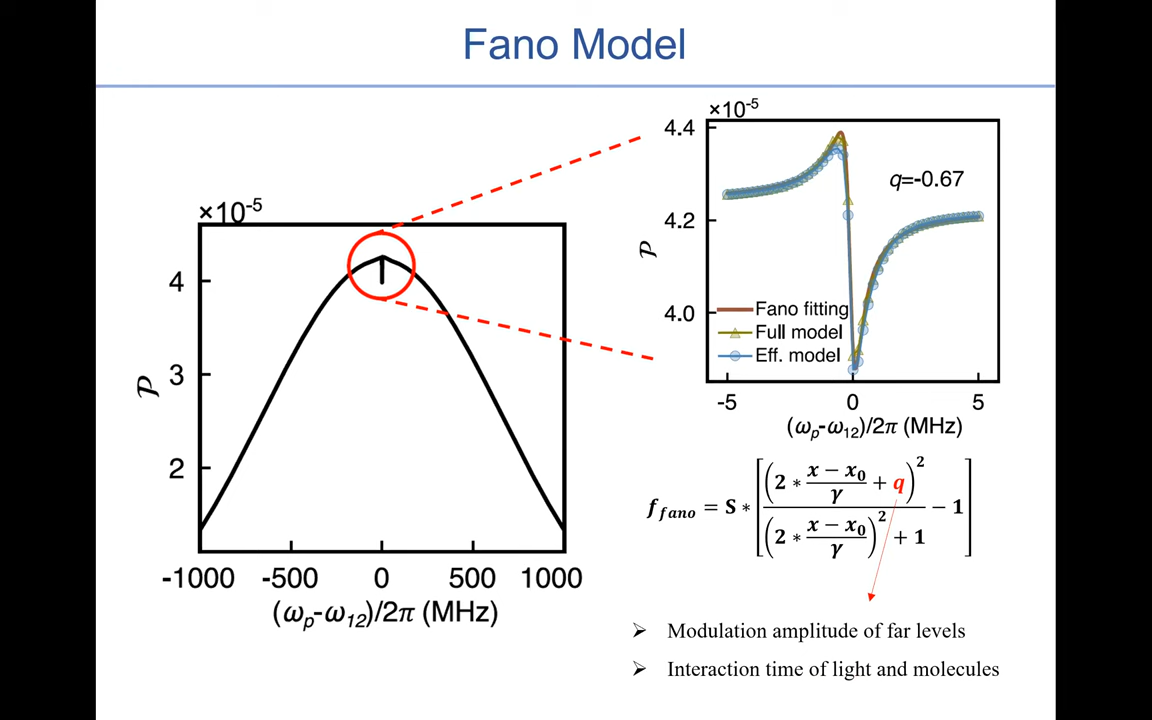 Fano Model
×10⁻⁵
4
3
2
𝒫
-1000 -500 0 500 1000
(ωₚ-ω₁₂)/2π (MHz)
×10⁻⁵
4.4
4.2
4.0
𝒫
q=-0.67
Fano fitting
Full model
Eff. model
-5 0 5
(ωₚ-ω₁₂)/2π (MHz)
f_fano = S * [ (2 * (x − x₀)/γ + q)² / ((2 * (x − x₀)/γ)² + 1) − 1 ]
➢ Modulation amplitude of far levels
➢ Interaction time of light and molecules